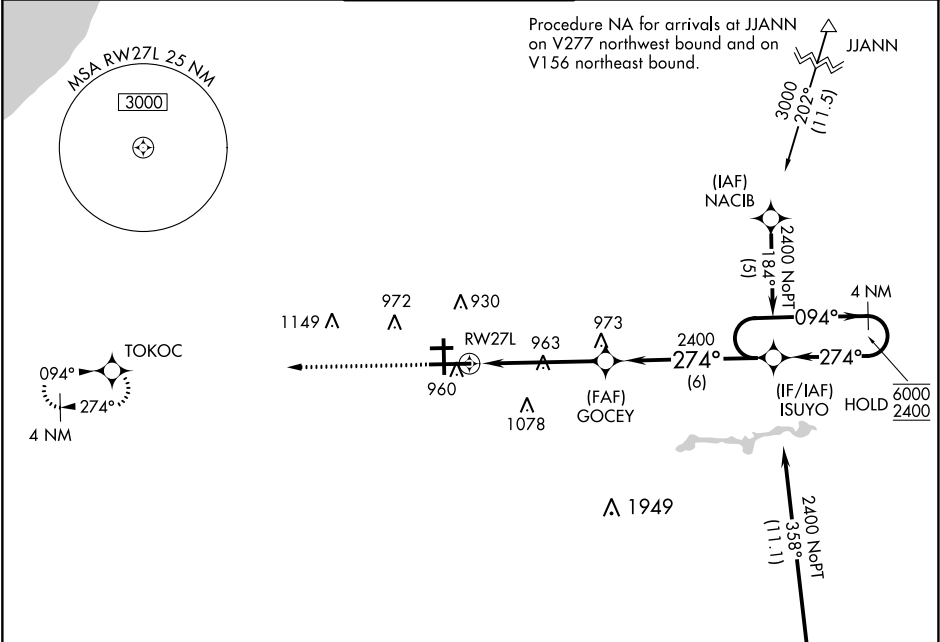 Procedure NA for arrivals at JJANN
on V277 northwest bound and on
V156 northeast bound.
JJANN
MSA RW27L 25 NM
3000
3000
202°
(11.5)
(IAF)
NACIB
2400 NoPT
184°
(5)
4 NM
094°
972
930
1149
RW27L
963
973
2400
274°
(6)
274°
TOKOC
094°
274°
4 NM
960
1078
(FAF)
GOCEY
(IF/IAF)
ISUYO
HOLD
6000
2400
1949
2400 NoPT
358°
(11.1)